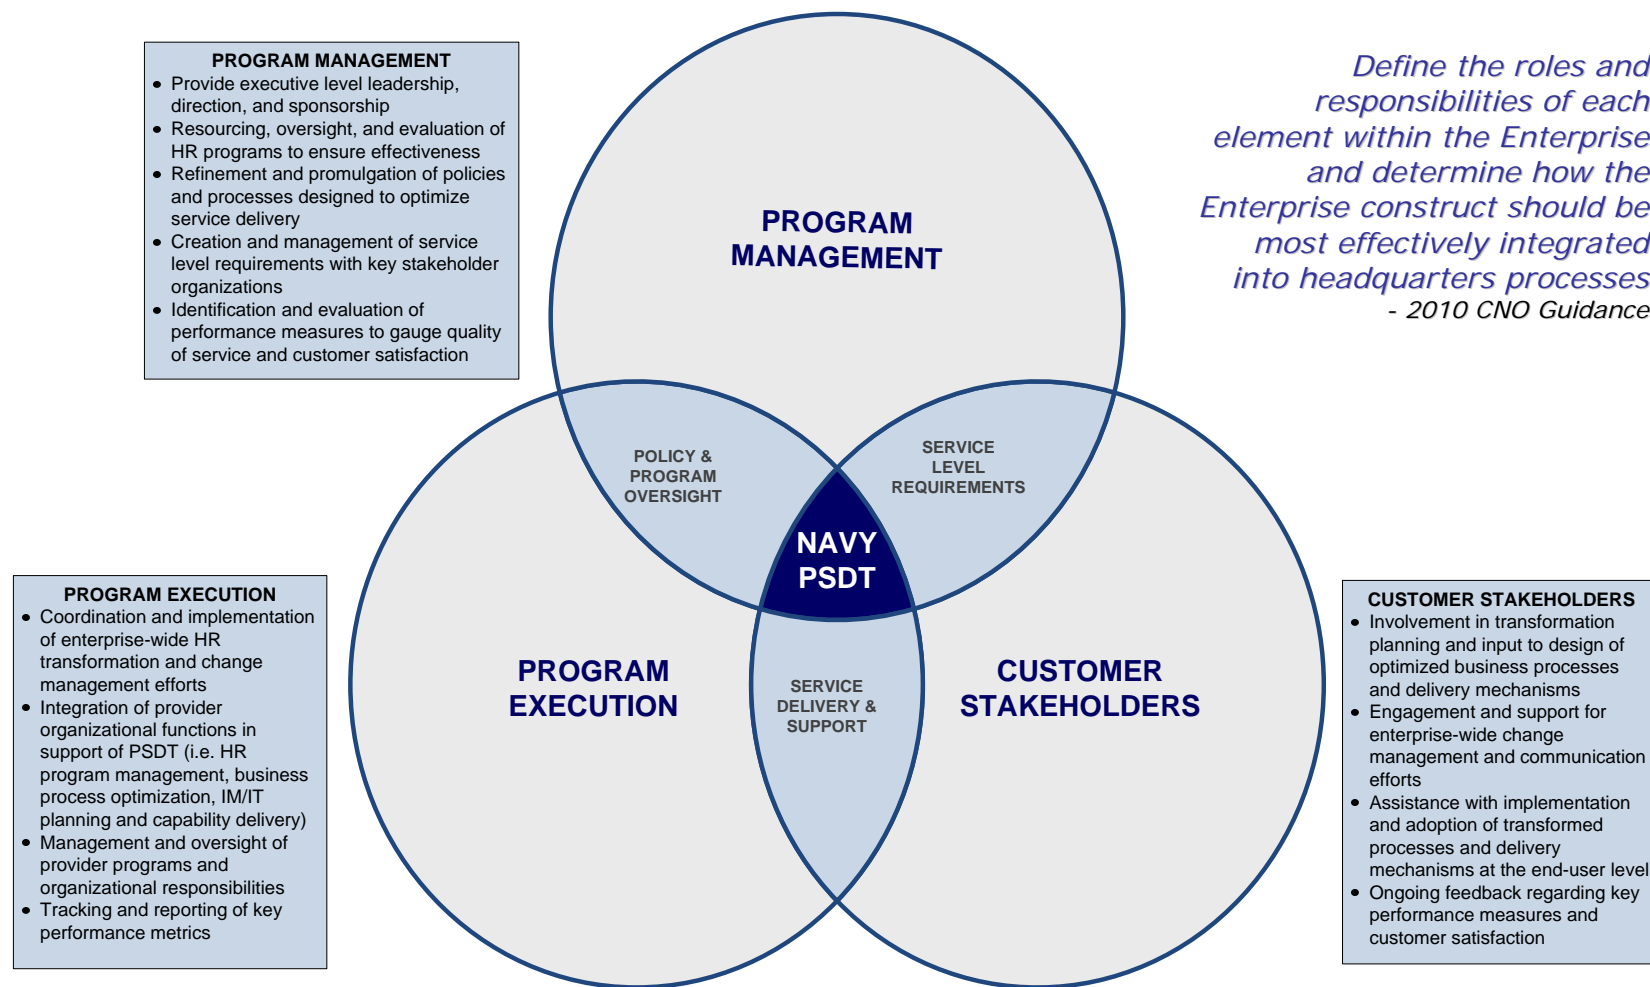 PROGRAM MANAGEMENT
• Provide executive level leadership,
direction, and sponsorship
• Resourcing, oversight, and evaluation of
HR programs to ensure effectiveness
• Refinement and promulgation of policies
and processes designed to optimize
service delivery
• Creation and management of service
level requirements with key stakeholder
organizations
• Identification and evaluation of
performance measures to gauge quality
of service and customer satisfaction
Define the roles and
responsibilities of each
element within the Enterprise
and determine how the
Enterprise construct should be
most effectively integrated
into headquarters processes
- 2010 CNO Guidance
PROGRAM
MANAGEMENT
POLICY &
PROGRAM
OVERSIGHT
SERVICE
LEVEL
REQUIREMENTS
NAVY
PSDT
PROGRAM
EXECUTION
SERVICE
DELIVERY &
SUPPORT
CUSTOMER
STAKEHOLDERS
PROGRAM EXECUTION
• Coordination and implementation
of enterprise-wide HR
transformation and change
management efforts
• Integration of provider
organizational functions in
support of PSDT (i.e. HR
program management, business
process optimization, IM/IT
planning and capability delivery)
• Management and oversight of
provider programs and
organizational responsibilities
• Tracking and reporting of key
performance metrics
CUSTOMER STAKEHOLDERS
• Involvement in transformation
planning and input to design of
optimized business processes
and delivery mechanisms
• Engagement and support for
enterprise-wide change
management and communication
efforts
• Assistance with implementation
and adoption of transformed
processes and delivery
mechanisms at the end-user level
• Ongoing feedback regarding key
performance measures and
customer satisfaction